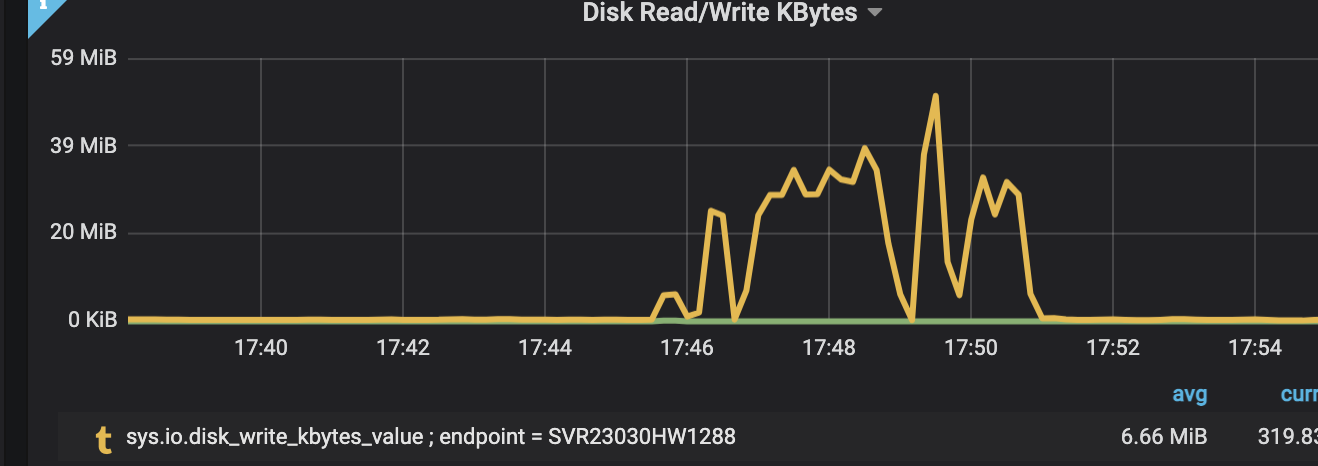 i
Disk Read/Write KBytes
59 MiB
39 MiB
20 MiB
0 KiB
17:40 17:42 17:44 17:46 17:48 17:50 17:52 17:54
avg curr
sys.io.disk_write_kbytes_value ; endpoint = SVR23030HW1288 6.66 MiB 319.83